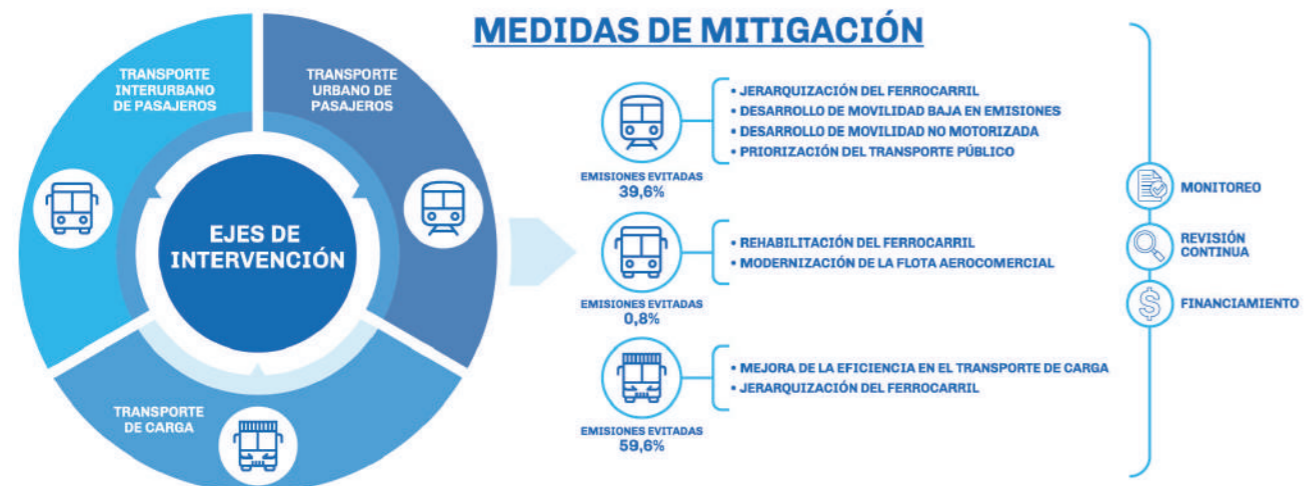 MEDIDAS DE MITIGACIÓN
TRANSPORTE
INTERURBANO
DE PASAJEROS
TRANSPORTE
URBANO DE
PASAJEROS
EJES DE
INTERVENCIÓN
TRANSPORTE
DE CARGA
EMISIONES EVITADAS
39,6%
• JERARQUIZACIÓN DEL FERROCARRIL
• DESARROLLO DE MOVILIDAD BAJA EN EMISIONES
• DESARROLLO DE MOVILIDAD NO MOTORIZADA
• PRIORIZACIÓN DEL TRANSPORTE PÚBLICO
EMISIONES EVITADAS
0,8%
• REHABILITACIÓN DEL FERROCARRIL
• MODERNIZACIÓN DE LA FLOTA AEROCOMERCIAL
EMISIONES EVITADAS
59,6%
• MEJORA DE LA EFICIENCIA EN EL TRANSPORTE DE CARGA
• JERARQUIZACIÓN DEL FERROCARRIL
MONITOREO
REVISIÓN
CONTINUA
$
FINANCIAMIENTO